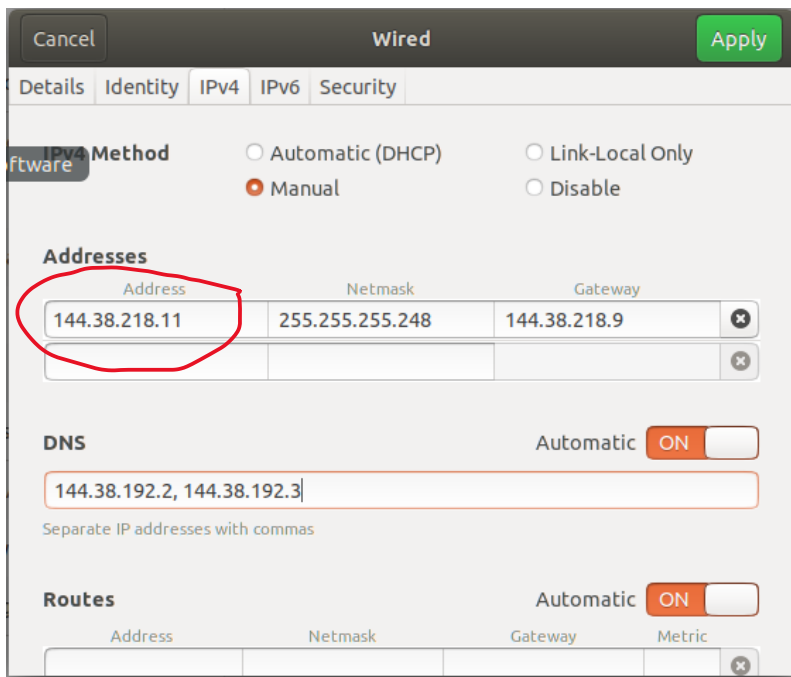 Cancel Wired Apply
Details Identity IPv4 IPv6 Security
IPv4 Method Automatic (DHCP) Link-Local Only
ftware
Manual Disable
Addresses
Address Netmask Gateway
144.38.218.11 255.255.255.248 144.38.218.9
DNS Automatic ON
144.38.192.2, 144.38.192.3
Separate IP addresses with commas
Routes Automatic ON
Address Netmask Gateway Metric